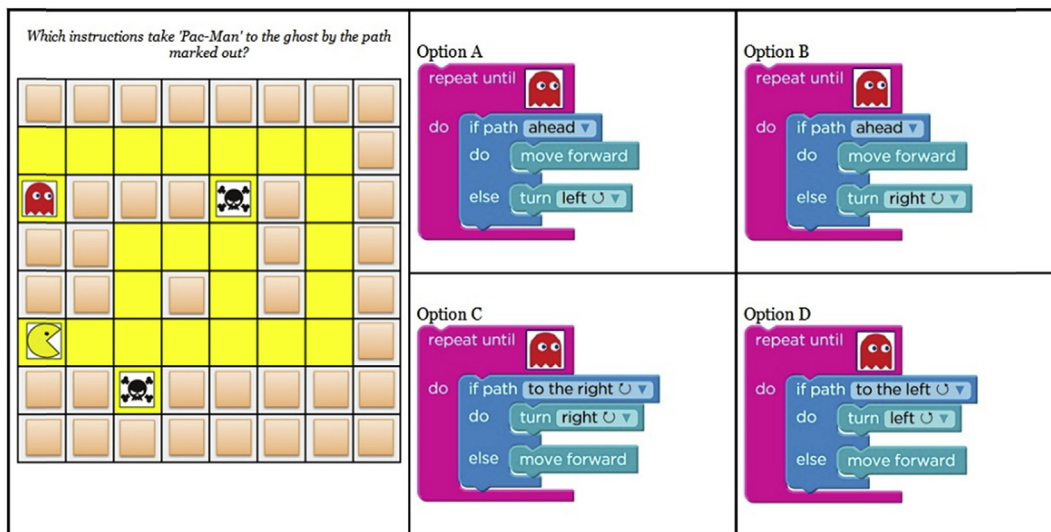 Which instructions take 'Pac-Man' to the ghost by the path
marked out?
Option A
repeat until
do if path ahead
do move forward
else turn left
Option B
repeat until
do if path ahead
do move forward
else turn right
Option C
repeat until
do if path to the right
do turn right
else move forward
Option D
repeat until
do if path to the left
do turn left
else move forward